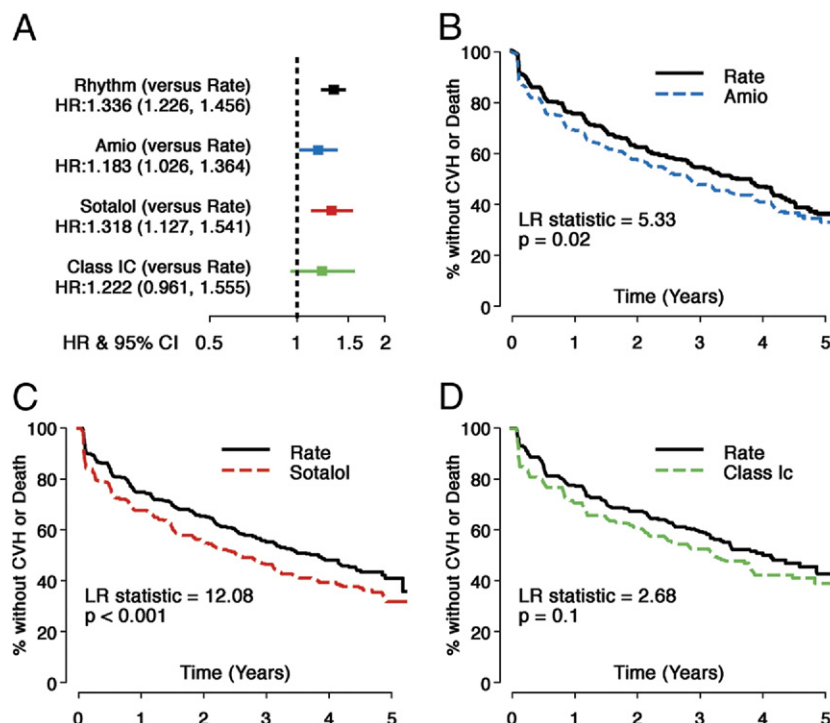 A
Rhythm (versus Rate)
HR:1.336 (1.226, 1.456)
Amio (versus Rate)
HR:1.183 (1.026, 1.364)
Sotalol (versus Rate)
HR:1.318 (1.127, 1.541)
Class IC (versus Rate)
HR:1.222 (0.961, 1.555)
HR & 95% CI
0.5 1 1.5 2
B
% without CVH or Death
100
80
60
40
20
0
Rate
Amio
LR statistic = 5.33
p = 0.02
Time (Years)
0 1 2 3 4 5
C
% without CVH or Death
100
80
60
40
20
0
Rate
Sotalol
LR statistic = 12.08
p < 0.001
Time (Years)
0 1 2 3 4 5
D
% without CVH or Death
100
80
60
40
20
0
Rate
Class Ic
LR statistic = 2.68
p = 0.1
Time (Years)
0 1 2 3 4 5